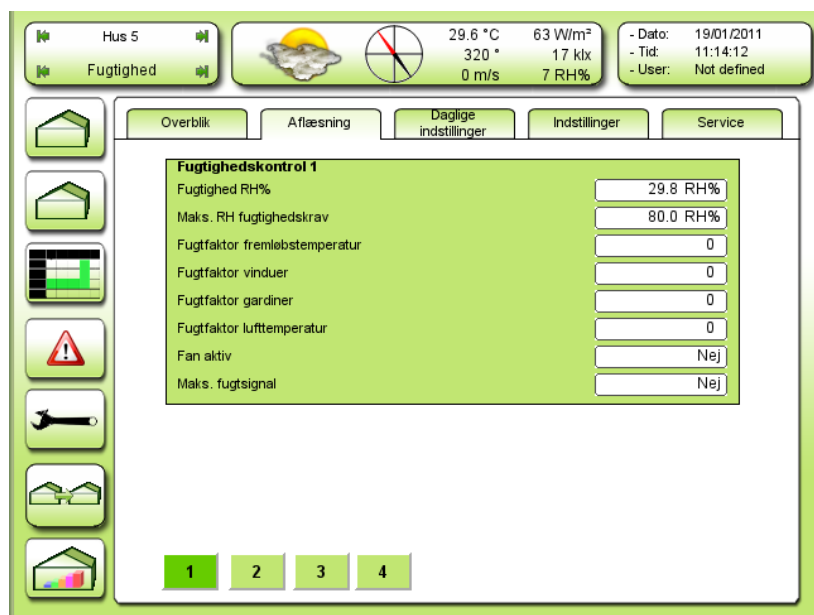 Hus 5
Fugtighed
29.6 °C 63 W/m²
320 ° 17 klx
0 m/s 7 RH%
- Dato: 19/01/2011
- Tid: 11:14:12
- User: Not defined
Overblik
Aflæsning
Daglige
indstillinger
Indstillinger
Service
Fugtighedskontrol 1
Fugtighed RH% 29.8 RH%
Maks. RH fugtighedskrav 80.0 RH%
Fugtfaktor fremløbstemperatur 0
Fugtfaktor vinduer 0
Fugtfaktor gardiner 0
Fugtfaktor lufttemperatur 0
Fan aktiv Nej
Maks. fugtsignal Nej
1 2 3 4